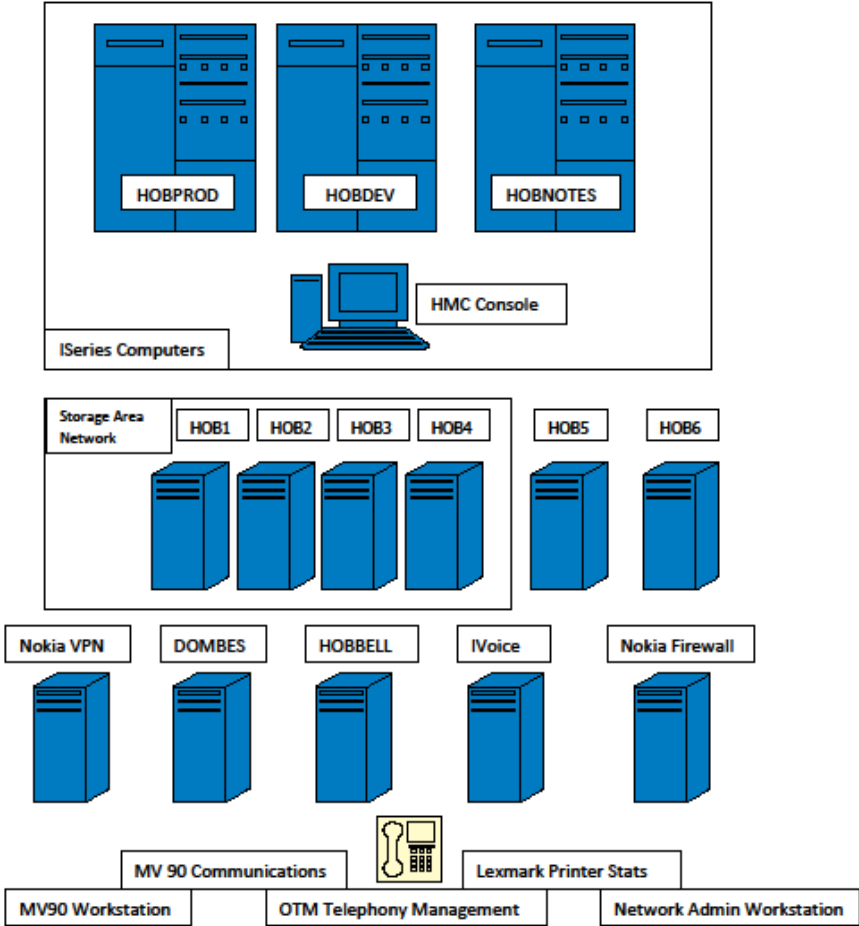 HOBPROD
HOBDEV
HOBNOTES
HMC Console
ISeries Computers
Storage Area
Network
HOB1
HOB2
HOB3
HOB4
HOB5
HOB6
Nokia VPN
DOMBES
HOBBELL
IVoice
Nokia Firewall
MV 90 Communications
Lexmark Printer Stats
MV90 Workstation
OTM Telephony Management
Network Admin Workstation